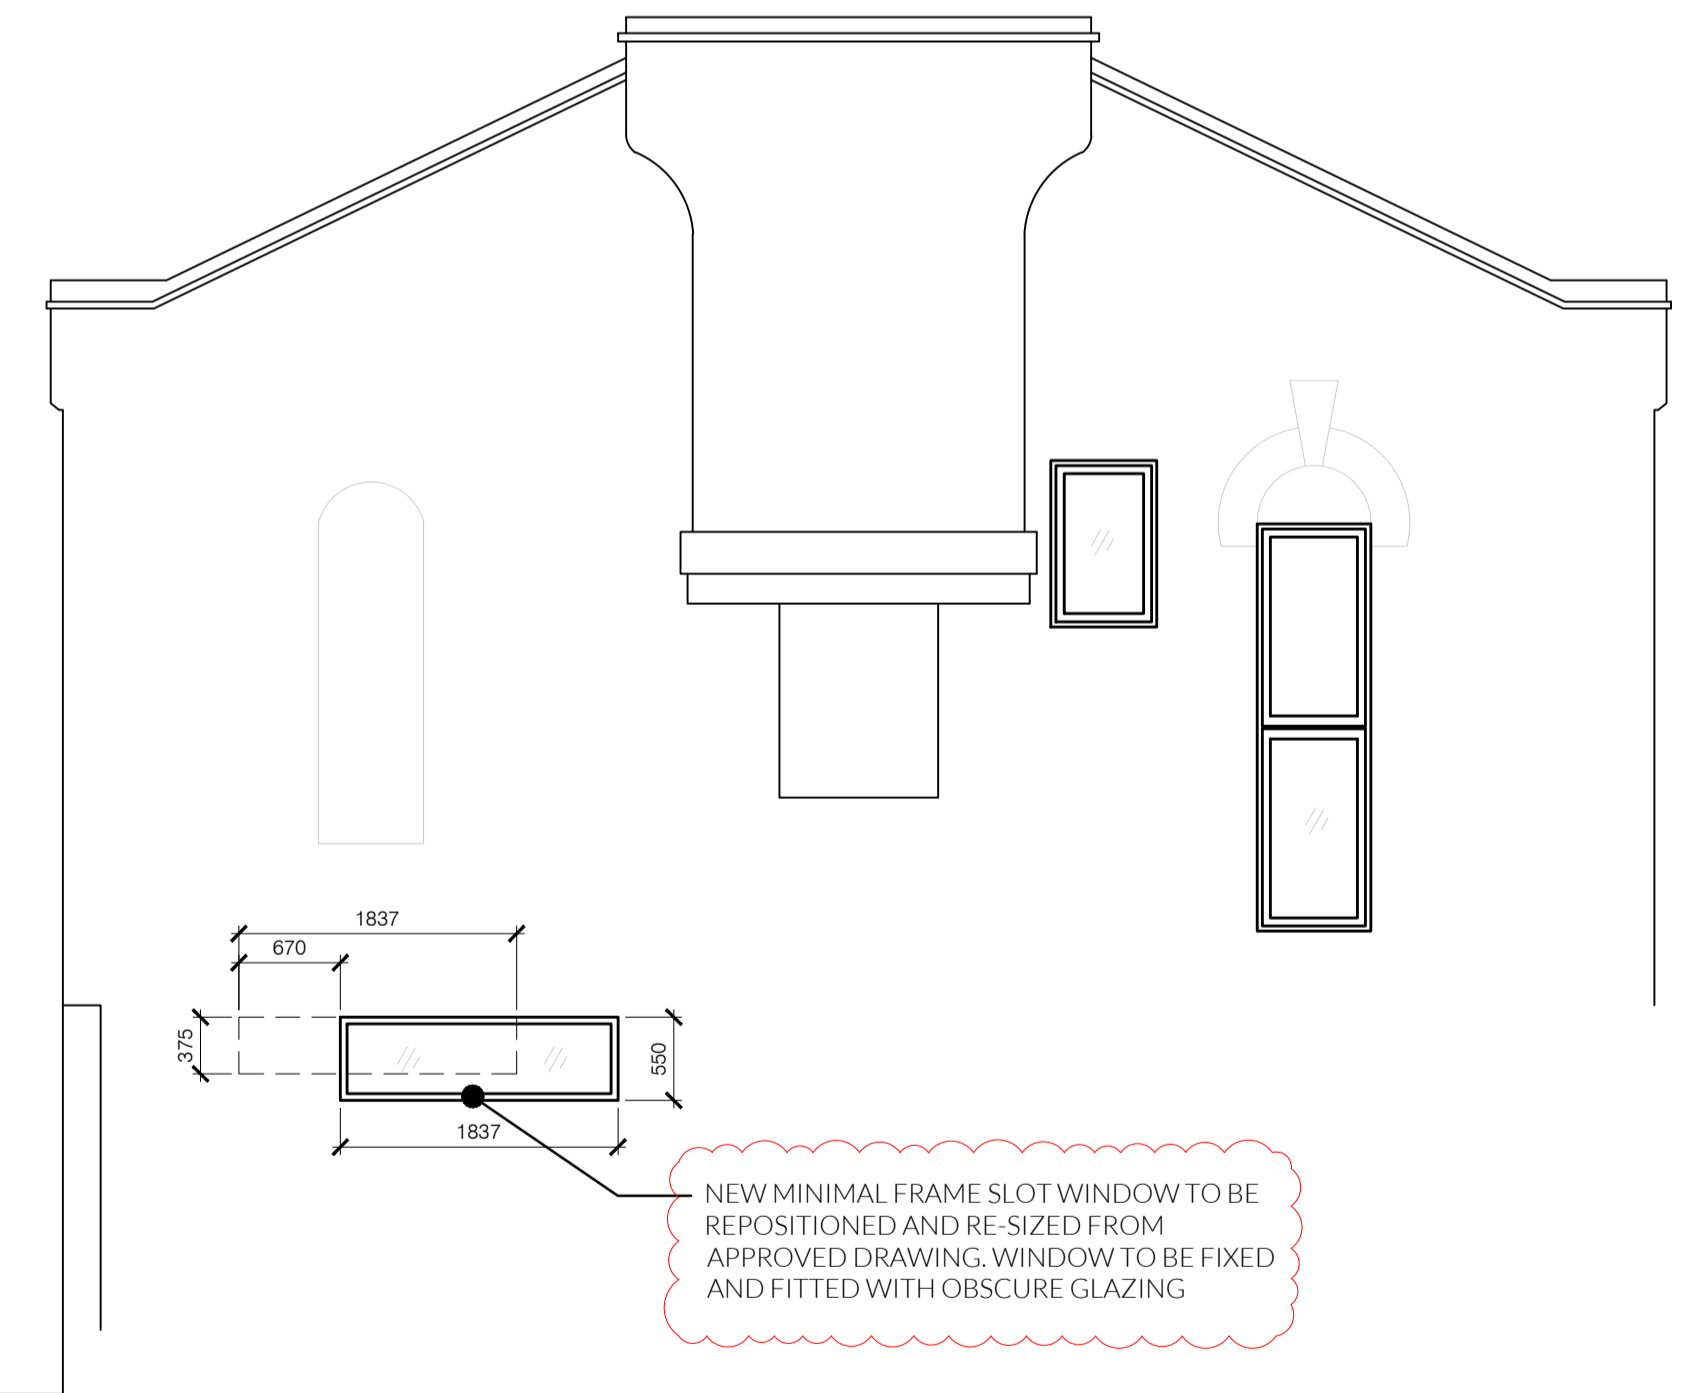 1837
670
375
550
1837
NEW MINIMAL FRAME SLOT WINDOW TO BE
REPOSITIONED AND RE-SIZED FROM
APPROVED DRAWING. WINDOW TO BE FIXED
AND FITTED WITH OBSCURE GLAZING